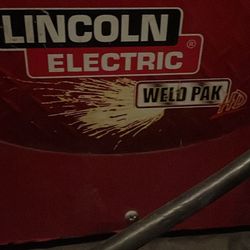 LINCOLN
ELECTRIC ®
WELD PAK
HD